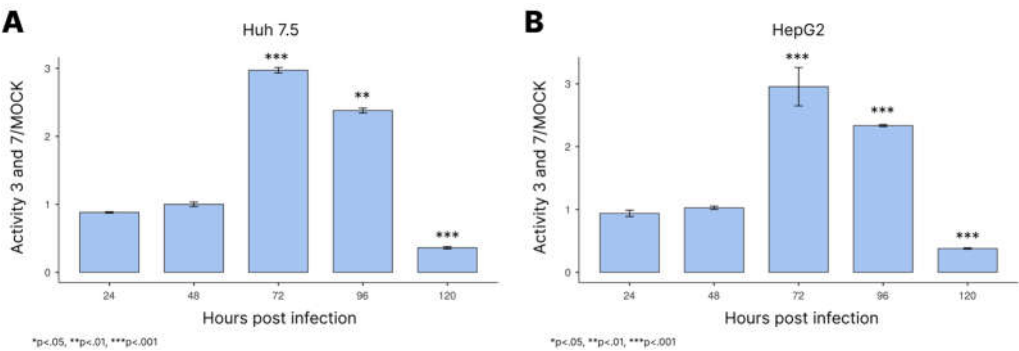 A
Huh 7.5
Activity 3 and 7/MOCK
3
2
1
0
***
**
***
24 48 72 96 120
Hours post infection
*p<.05, **p<.01, ***p<.001
B
HepG2
Activity 3 and 7/MOCK
3
2
1
0
***
***
***
24 48 72 96 120
Hours post infection
*p<.05, **p<.01, ***p<.001